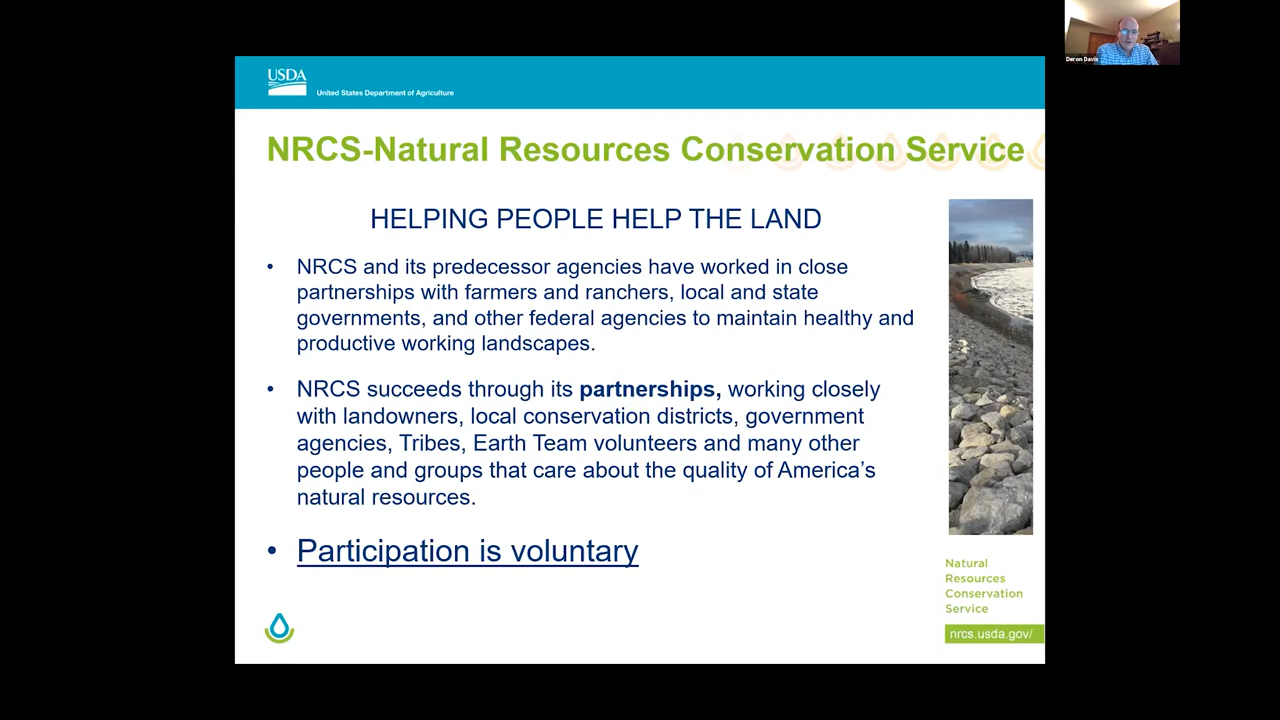 Deron Davis
USDA
United States Department of Agriculture
NRCS-Natural Resources Conservation Service
HELPING PEOPLE HELP THE LAND
• NRCS and its predecessor agencies have worked in close
partnerships with farmers and ranchers, local and state
governments, and other federal agencies to maintain healthy and
productive working landscapes.
• NRCS succeeds through its partnerships, working closely
with landowners, local conservation districts, government
agencies, Tribes, Earth Team volunteers and many other
people and groups that care about the quality of America’s
natural resources.
• Participation is voluntary
Natural
Resources
Conservation
Service
nrcs.usda.gov/